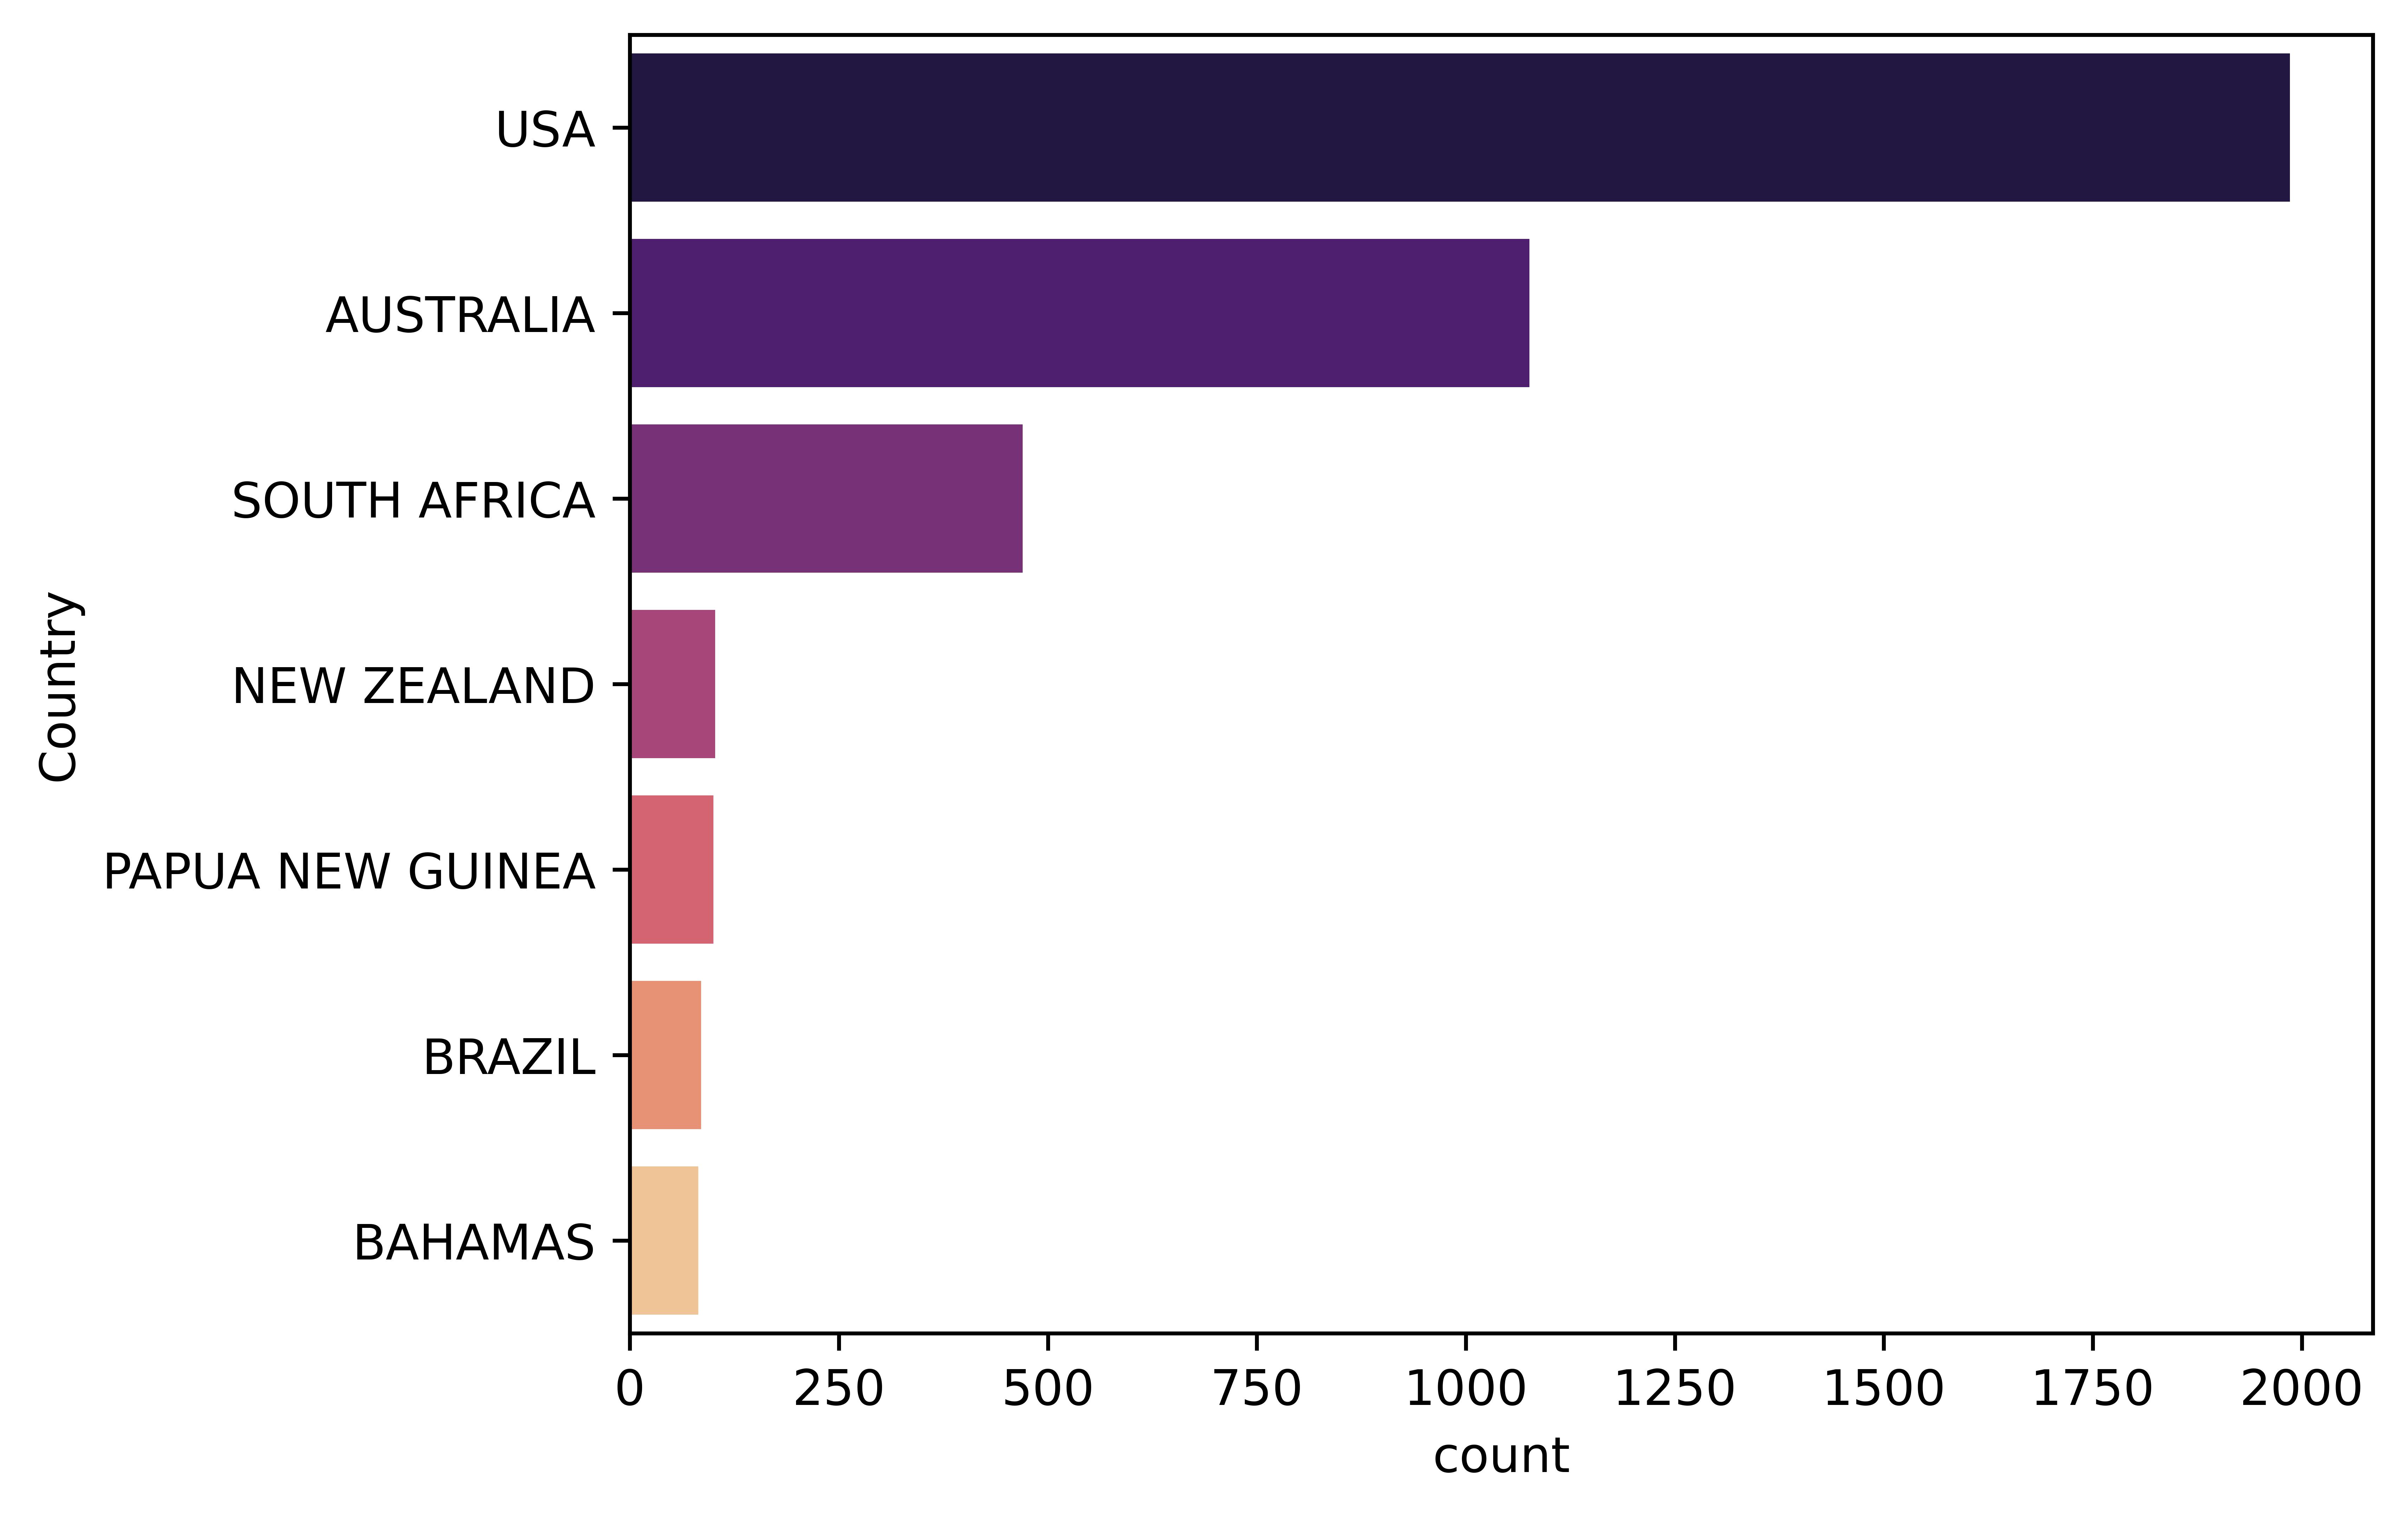 USA
AUSTRALIA
SOUTH AFRICA
NEW ZEALAND
PAPUA NEW GUINEA
BRAZIL
BAHAMAS
Country
0 250 500 750 1000 1250 1500 1750 2000
count